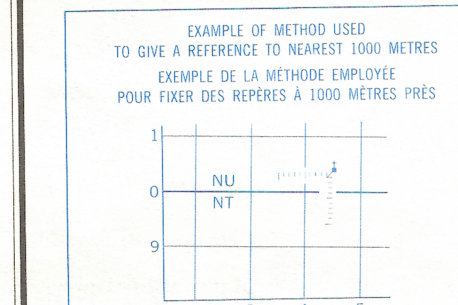 EXAMPLE OF METHOD USED
TO GIVE A REFERENCE TO NEAREST 1000 METRES
EXEMPLE DE LA MÉTHODE EMPLOYÉE
POUR FIXER DES REPÈRES À 1000 MÈTRES PRÈS
1
NU
0
NT
9